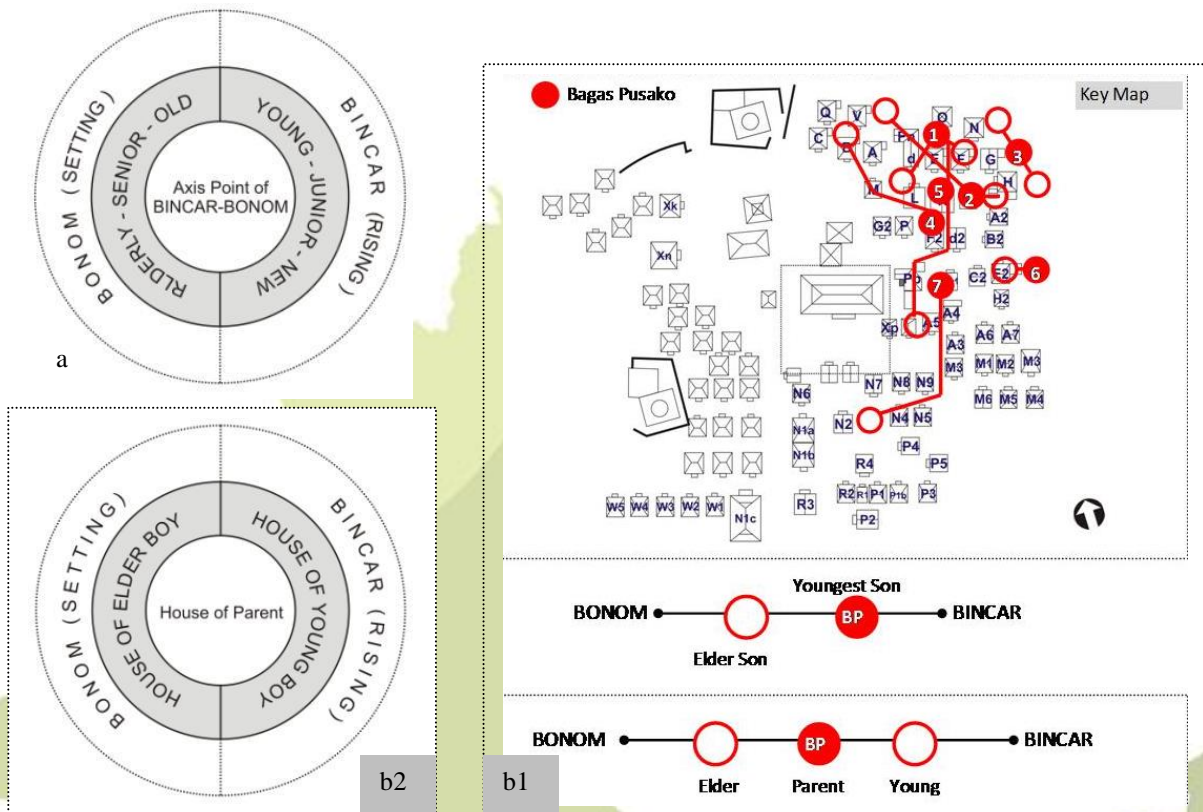 BONOM (SETTING)
RLDERLY - SENIOR - OLD
Axis Point of
BINCAR-BONOM
YOUNG - JUNIOR - NEW
BINCAR (RISING)
a
BONOM (SETTING)
HOUSE OF ELDER BOY
House of Parent
HOUSE OF YOUNG BOY
BINCAR (RISING)
b2
Bagas Pusako
Key Map
Q
V
O
N
C
A
1
d
F
G
3
H
M
L
5
2
A2
G2
P
4
F2
d2
B2
Xk
Xn
C2
E2
6
H2
7
Xp
A5
A4
A3
A6
A7
M3
M1
M2
M3
M6
M5
M4
N6
N7
N8
N9
N1a
N2
N4
N5
N1b
P4
R4
P5
W5
W4
W3
W2
W1
N1c
R3
R2
R1
P1
P1b
P3
P2
Youngest Son
BONOM
BP
BINCAR
Elder Son
BONOM
BP
BINCAR
Elder
Parent
Young
b1